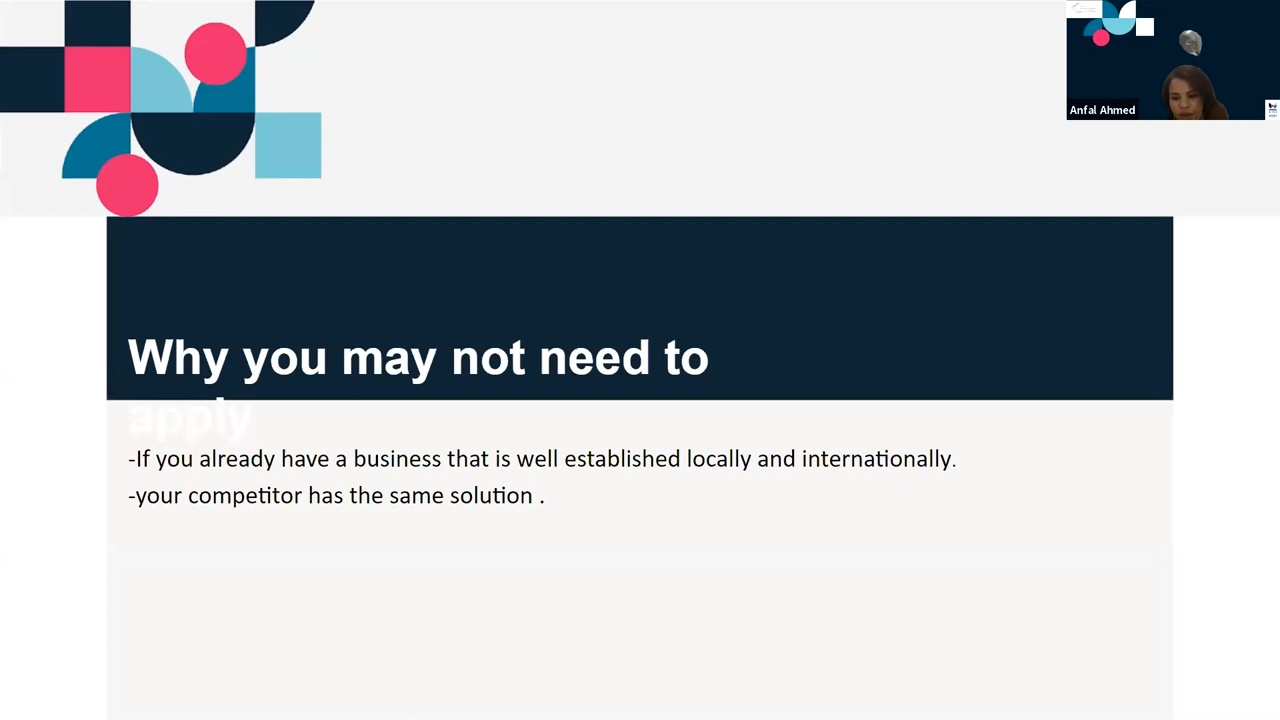 Anfal Ahmed
Why you may not need to
apply
-If you already have a business that is well established locally and internationally.
-your competitor has the same solution .